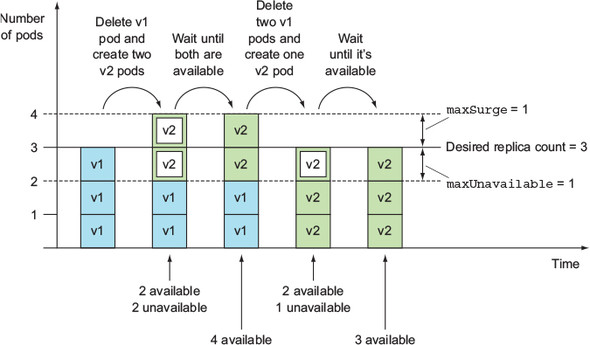 Number
of pods
Delete v1
pod and
create two
v2 pods
Wait until
both are
available
Delete
two v1
pods and
create one
v2 pod
Wait
until it's
available
4
3
2
1
v1
v1
v1
v2
v2
v1
v1
v2
v2
v1
v1
v2
v2
v2
v2
v2
v2
maxSurge = 1
Desired replica count = 3
maxUnavailable = 1
Time
2 available
2 unavailable
4 available
2 available
1 unavailable
3 available